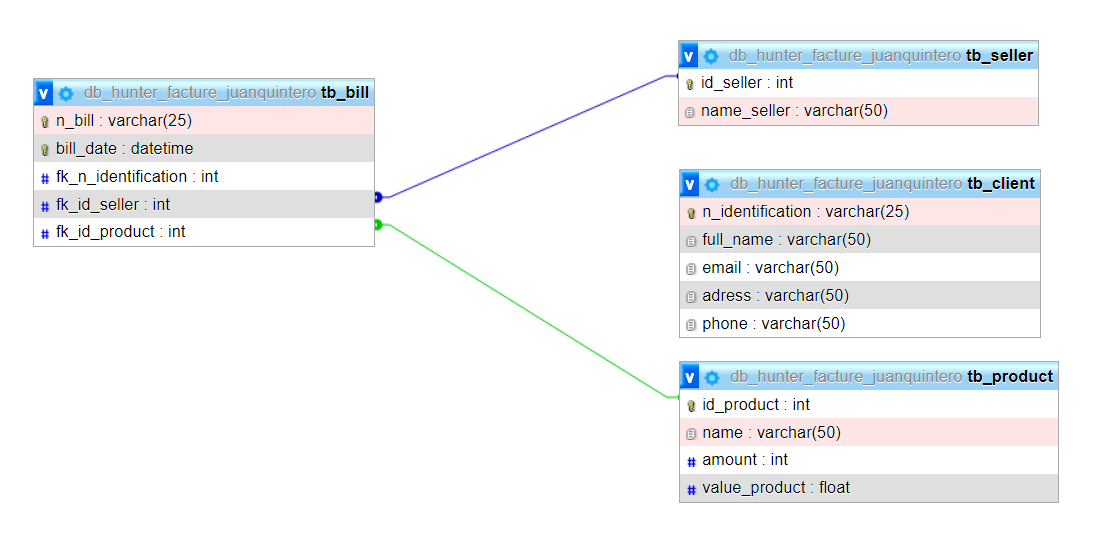 v db_hunter_facture_juanquintero tb_bill
n_bill : varchar(25)
bill_date : datetime
# fk_n_identification : int
# fk_id_seller : int
# fk_id_product : int
v db_hunter_facture_juanquintero tb_seller
id_seller : int
name_seller : varchar(50)
v db_hunter_facture_juanquintero tb_client
n_identification : varchar(25)
full_name : varchar(50)
email : varchar(50)
adress : varchar(50)
phone : varchar(50)
v db_hunter_facture_juanquintero tb_product
id_product : int
name : varchar(50)
# amount : int
# value_product : float